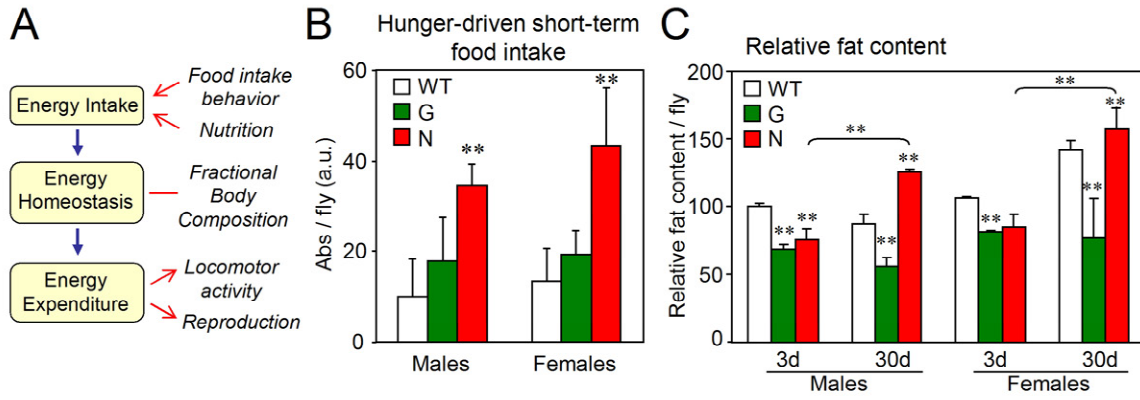 A
Energy Intake
Food intake
behavior
Nutrition
Energy
Homeostasis
Fractional
Body
Composition
Energy
Expenditure
Locomotor
activity
Reproduction
B
Hunger-driven short-term
food intake
Abs / fly (a.u.)
60
40
20
0
WT
G
N
**
**
Males
Females
C
Relative fat content
Relative fat content / fly
200
150
100
50
0
WT
G
N
**
**
**
**
**
**
**
**
**
3d
30d
3d
30d
Males
Females